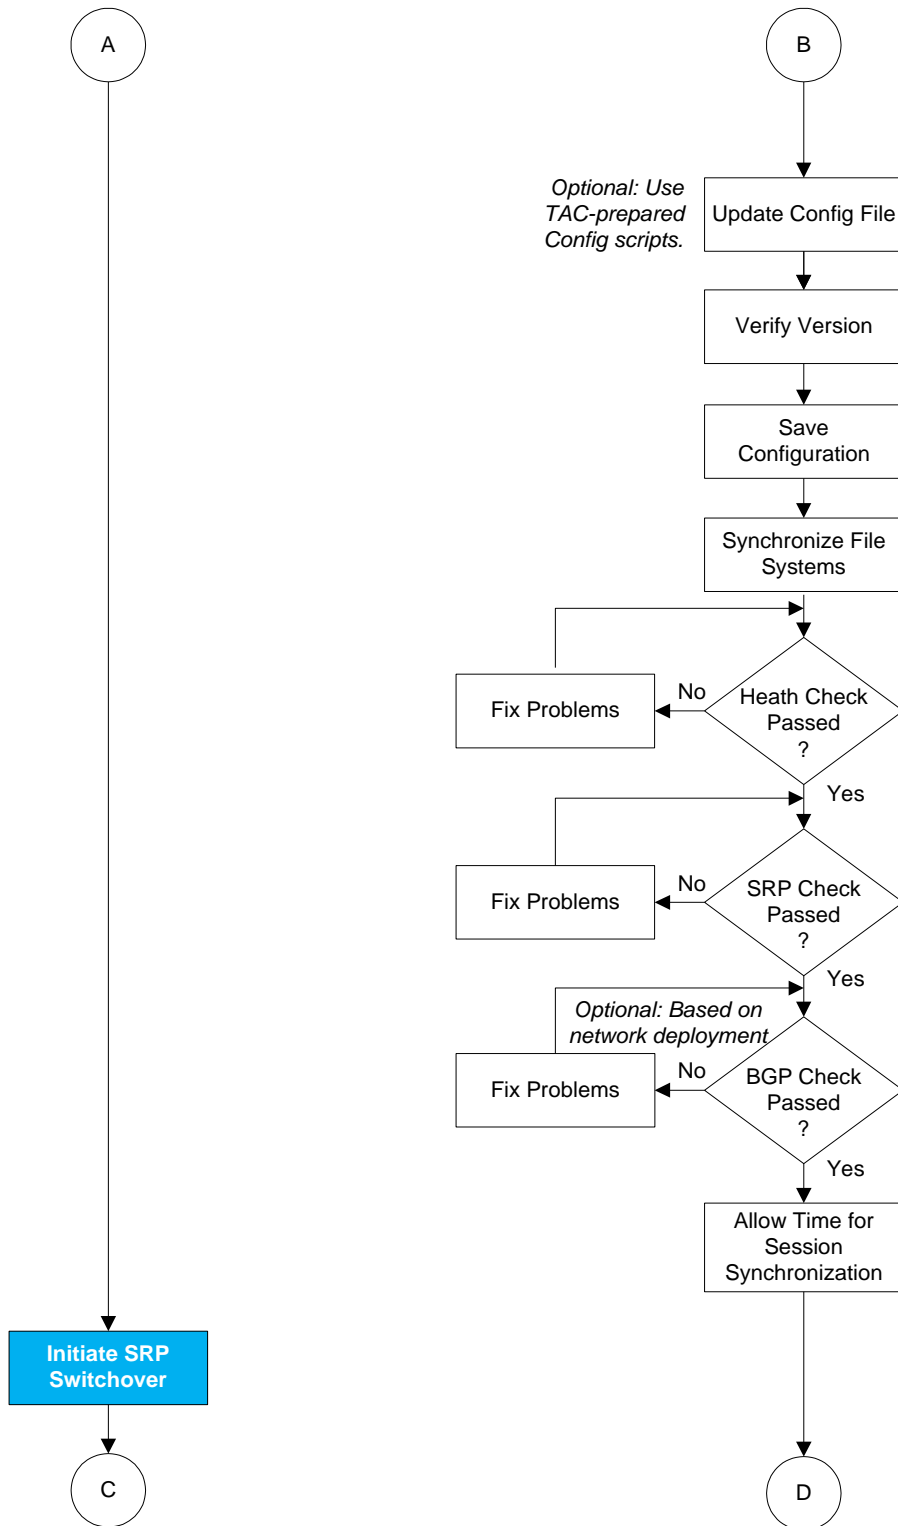 A
B
Optional: Use
TAC-prepared
Config scripts.
Update Config File
Verify Version
Save
Configuration
Synchronize File
Systems
Fix Problems
No
Heath Check
Passed
?
Yes
Fix Problems
No
SRP Check
Passed
?
Yes
Optional: Based on
network deployment
Fix Problems
No
BGP Check
Passed
?
Yes
Allow Time for
Session
Synchronization
Initiate SRP
Switchover
C
D